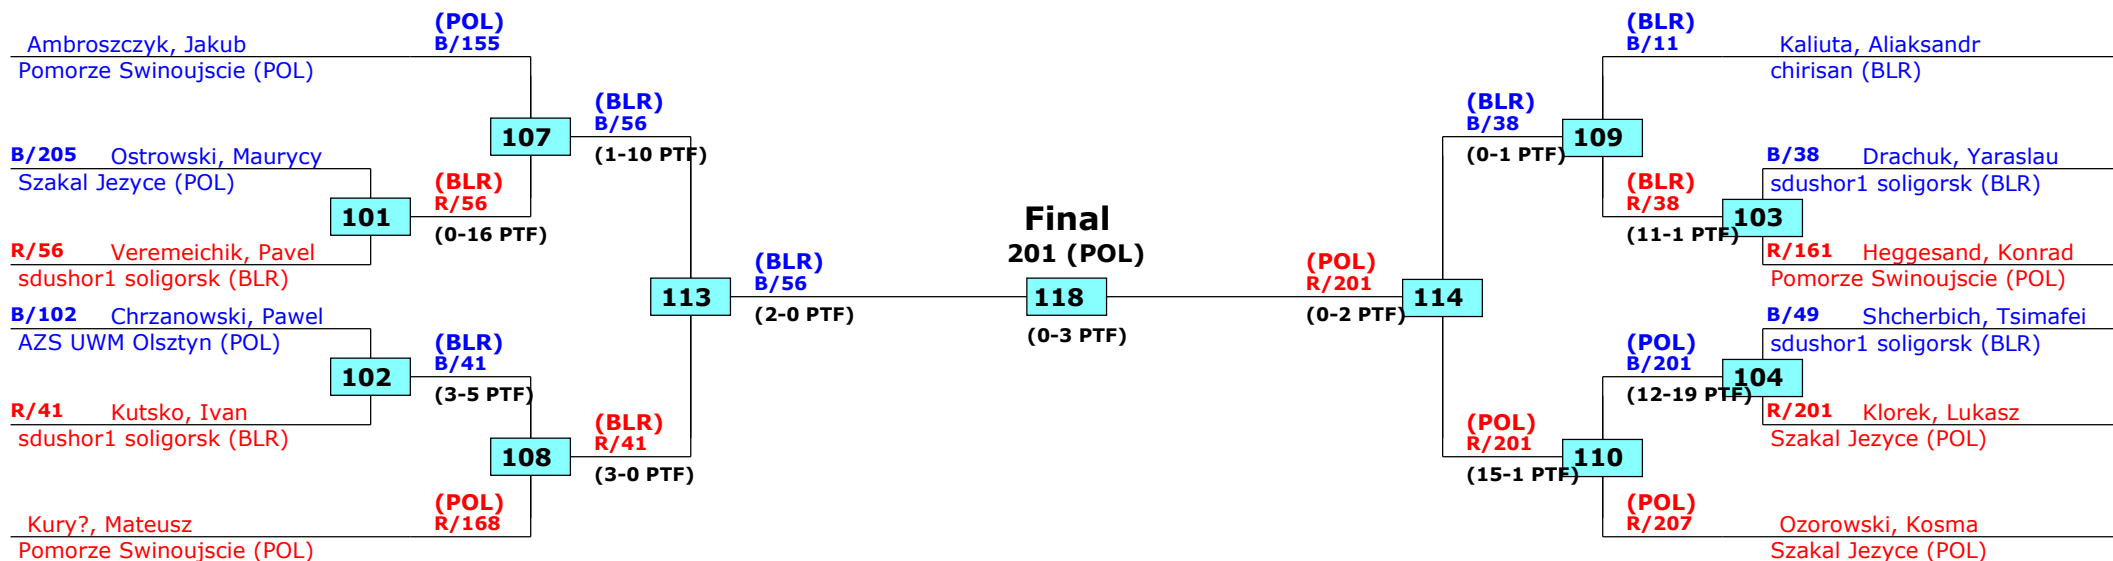 (POL)
B/155
Ambroszczyk, Jakub
Pomorze Swinoujscie (POL)
B/205 Ostrowski, Maurycy
Szakal Jezyce (POL)
101
R/56 Veremeichik, Pavel
sdushor1 soligorsk (BLR)
(BLR)
R/56
(0-16 PTF)
107
(BLR)
B/56
(1-10 PTF)
B/102 Chrzanowski, Pawel
AZS UWM Olsztyn (POL)
102
R/41 Kutsko, Ivan
sdushor1 soligorsk (BLR)
(BLR)
B/41
(3-5 PTF)
108
(BLR)
R/41
(3-0 PTF)
(POL)
R/168
Kury?, Mateusz
Pomorze Swinoujscie (POL)
113
(BLR)
B/56
(2-0 PTF)
Final
201 (POL)
118
(0-3 PTF)
(POL)
R/201
(0-2 PTF)
114
(BLR)
B/38
(0-1 PTF)
109
(BLR)
B/11
Kaliuta, Aliaksandr
chirisan (BLR)
(BLR)
R/38
(11-1 PTF)
103
B/38 Drachuk, Yaraslau
sdushor1 soligorsk (BLR)
R/161 Heggesand, Konrad
Pomorze Swinoujscie (POL)
B/49 Shcherbich, Tsimafei
sdushor1 soligorsk (BLR)
(POL)
B/201
(12-19 PTF)
104
R/201 Klorek, Lukasz
Szakal Jezyce (POL)
(POL)
R/201
(15-1 PTF)
110
(POL)
R/207
Ozorowski, Kosma
Szakal Jezyce (POL)